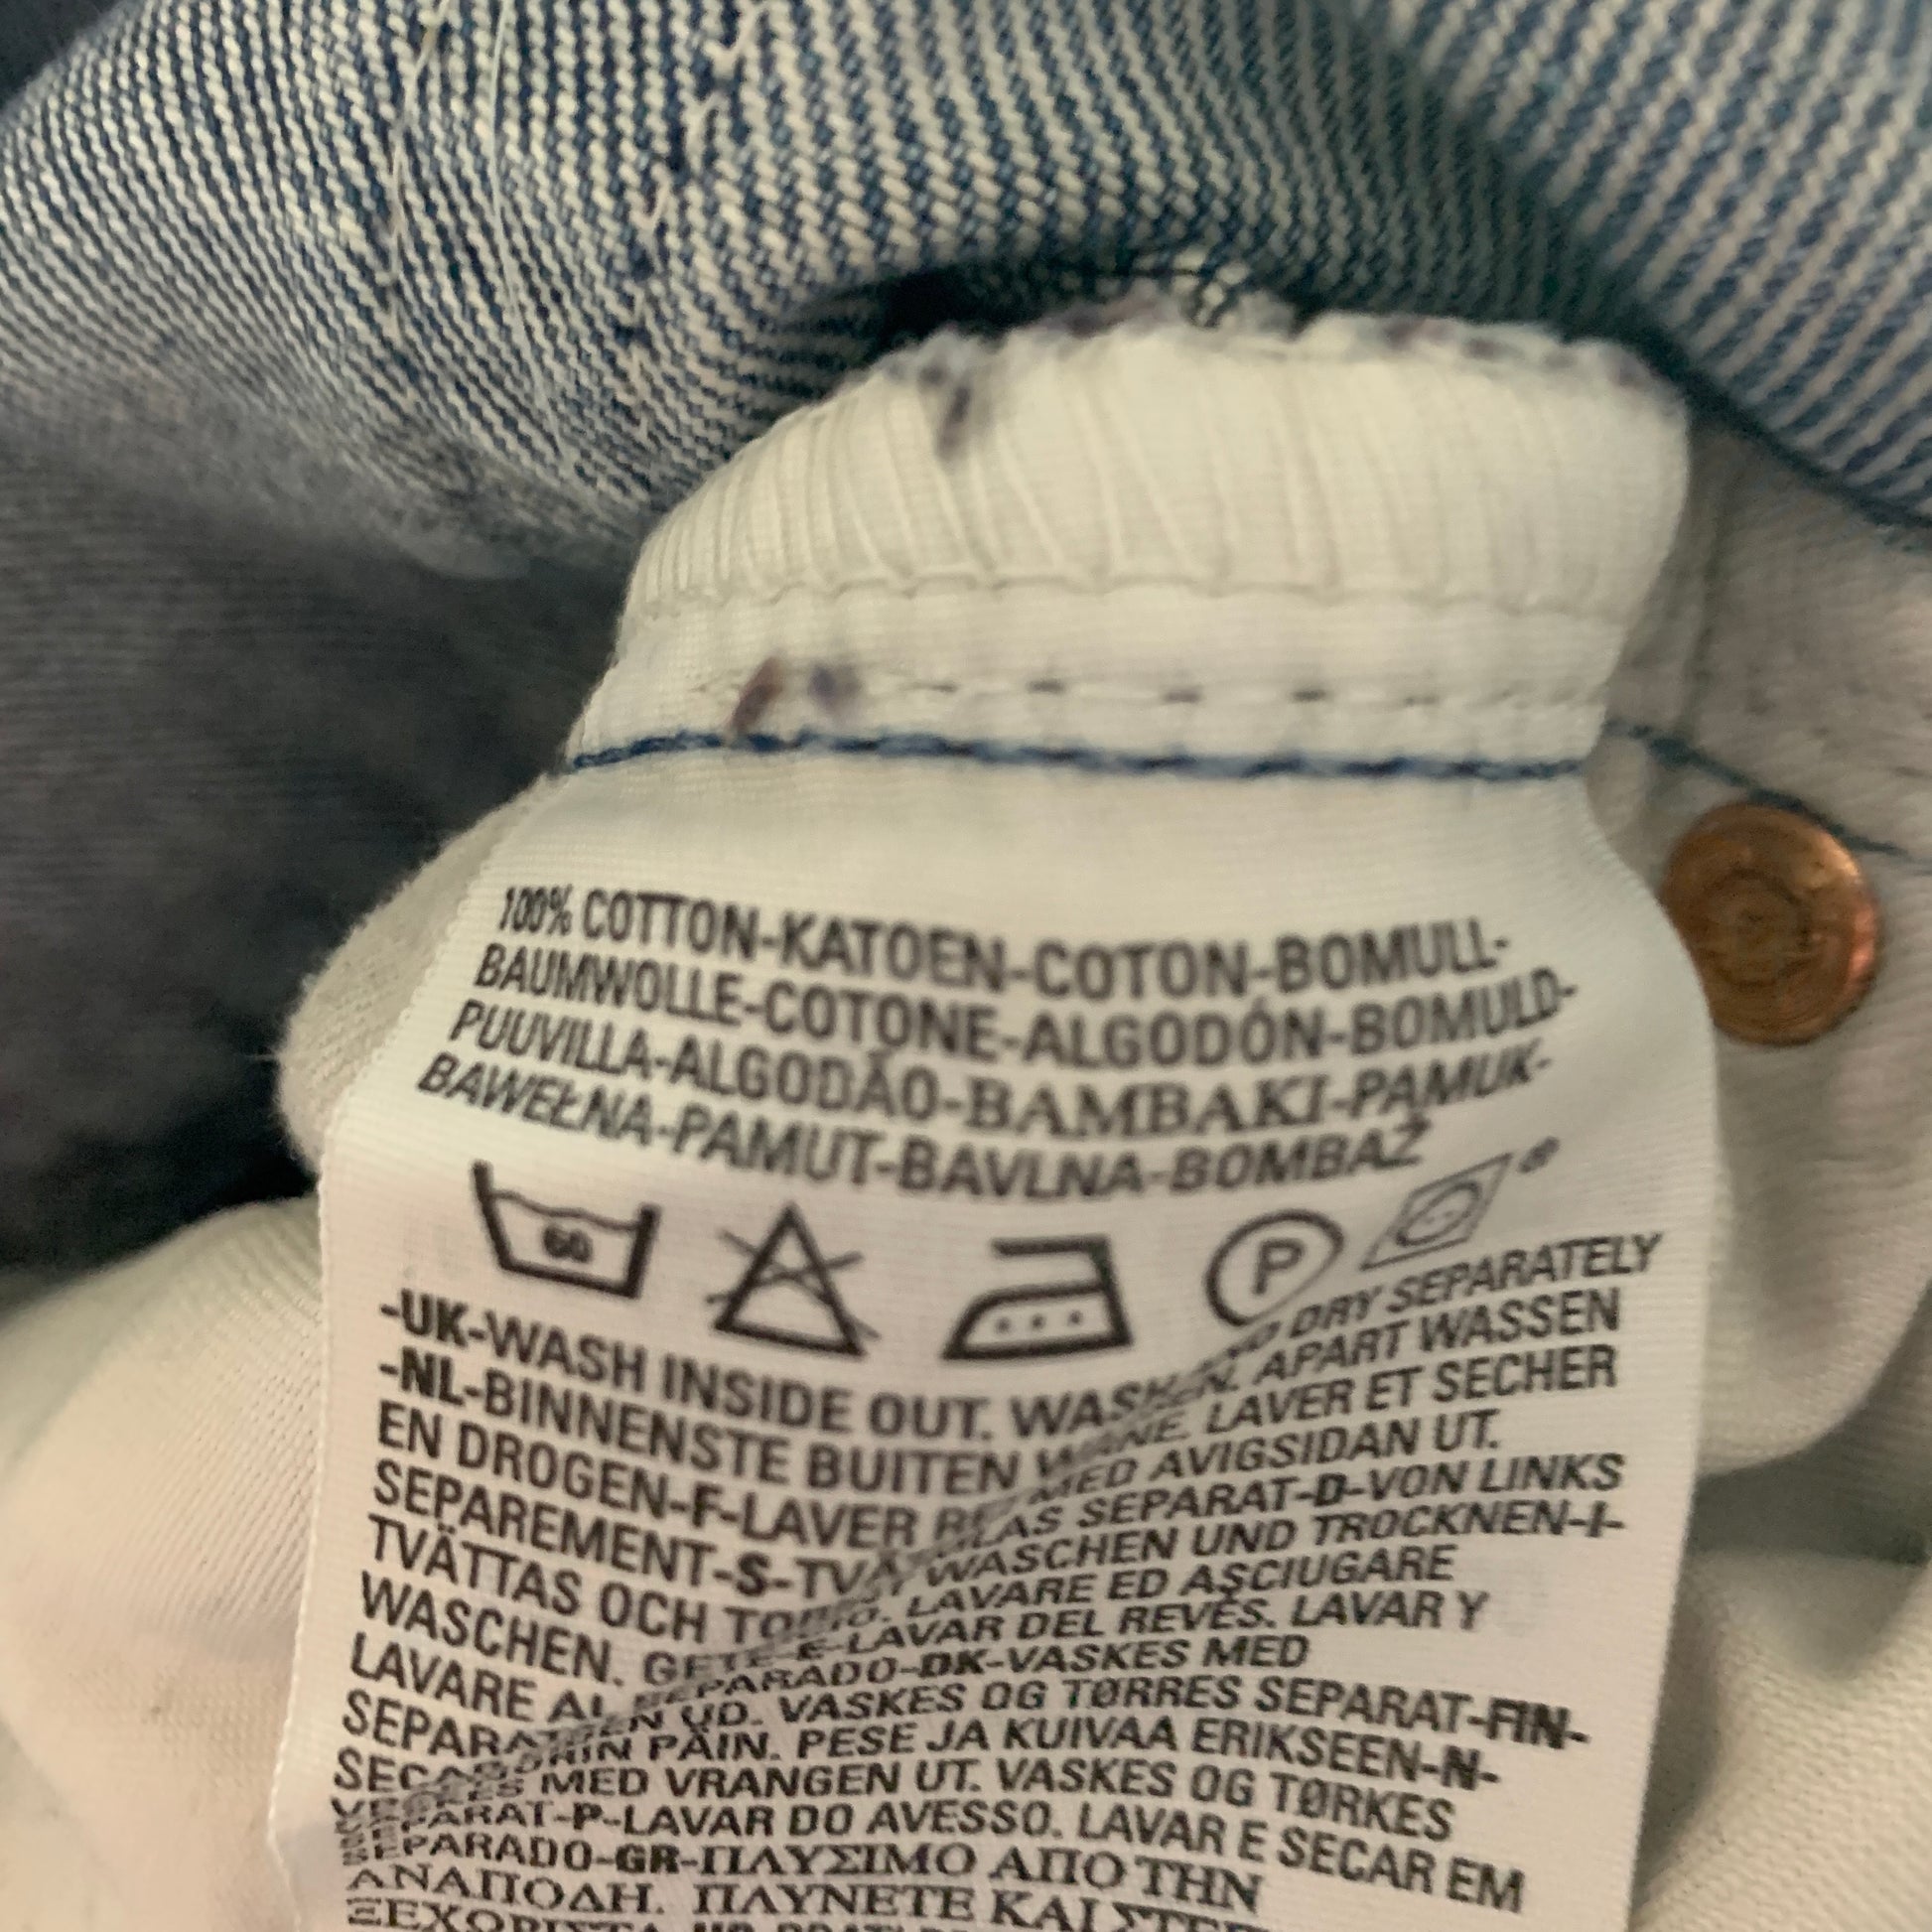 100% COTTON-KATOEN-COTON-BOMULL-
BAUMWOLLE-COTONE-ALGODÓN-BOMULD-
PUUVILLA-ALGODÃO-BAMBAKI-PAMUK-
BAWEŁNA-PAMUT-BAVLNA-BOMBAŽ
60
P
-UK-WASH INSIDE OUT. WASH DRY SEPARATELY
-NL-BINNENSTE BUITEN APART WASSEN
EN DROGEN-F-LAVER LAVER ET SECHER
SEPAREMENT-S-TVÄ MED AVIGSIDAN UT.
TVÄTTAS OCH SEPARAT-D-VON LINKS
WASCHEN. WASCHEN UND TROCKNEN-I-
LAVARE LAVARE ED ASCIUGARE
E-LAVAR DEL REVÉS. LAVAR Y
SEPARADO-DK-VASKES MED
UD. VASKES OG TØRRES SEPARAT-FIN-
PÄIN. PESE JA KUIVAA ERIKSEEN-N-
MED VRANGEN UT. VASKES OG TØRKES
SEPARAT-P-LAVAR DO AVESSO. LAVAR E SECAR EM
SEPARADO-GR-ΠΛΥΣΙΜΟ ΑΠΟ ΤΗΝ
ΑΝΑΠΟΔΗ. ΠΛΥΝΕΤΕ ΚΑΙ